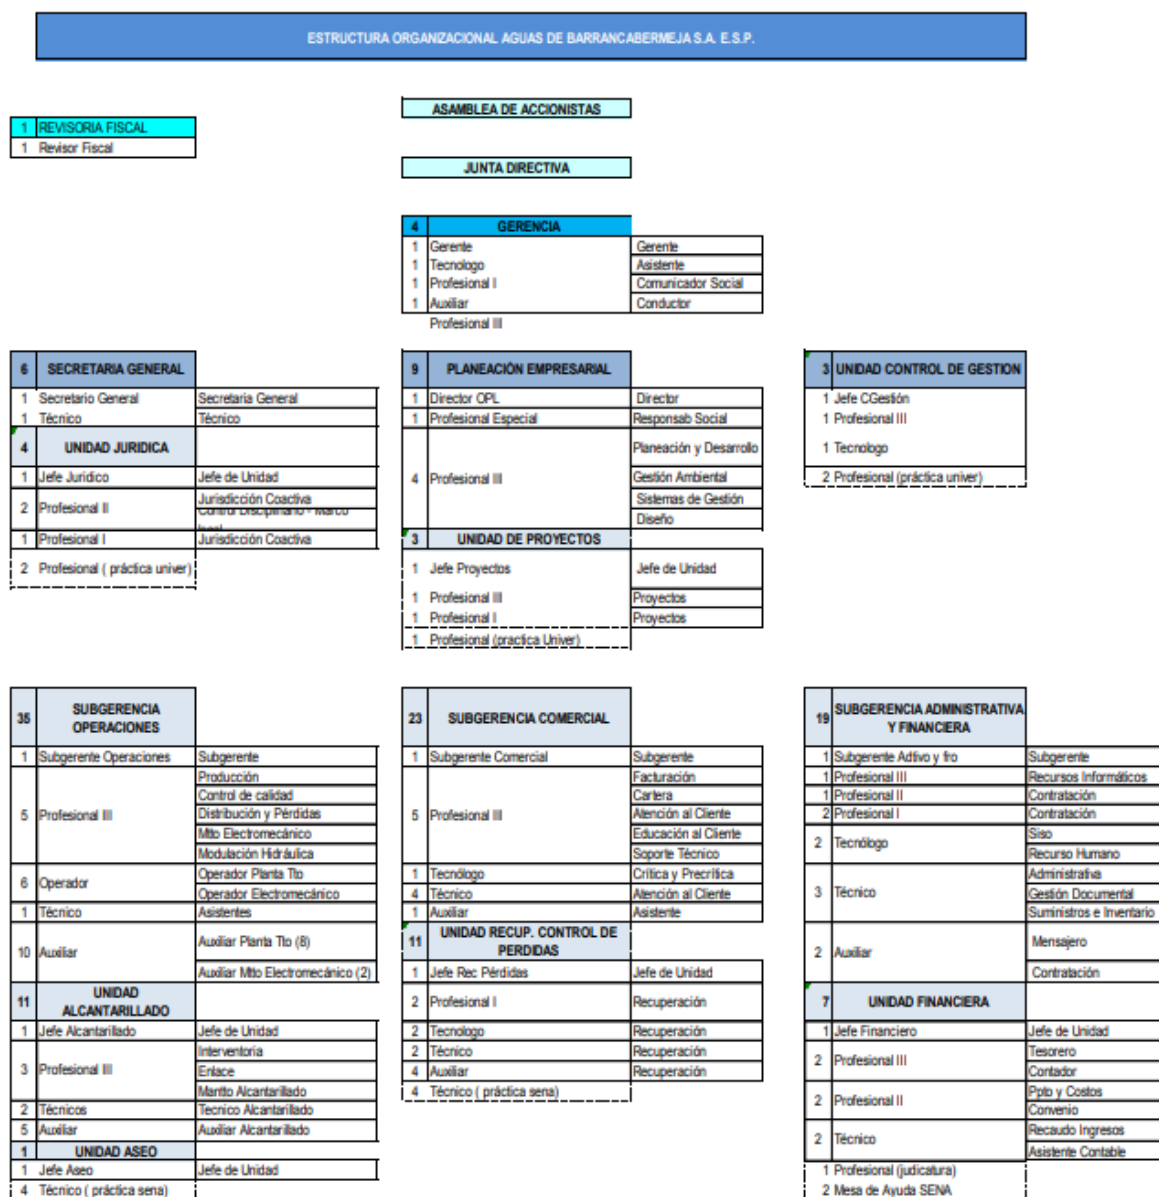 ESTRUCTURA ORGANIZACIONAL AGUAS DE BARRANCABERMEJA S.A. E.S.P.
ASAMBLEA DE ACCIONISTAS
1 REVISORIA FISCAL
1 Revisor Fiscal
JUNTA DIRECTIVA
4 GERENCIA
1 Gerente Gerente
1 Tecnologo Asistente
1 Profesional I Comunicador Social
1 Auxiliar Conductor
Profesional III
6 SECRETARIA GENERAL
1 Secretario General Secretaria General
1 Técnico Técnico
4 UNIDAD JURIDICA
1 Jefe Juridico Jefe de Unidad
2 Profesional II Jurisdicción Coactiva
Control Disciplinario - Marco
1 Profesional I Jurisdicción Coactiva
2 Profesional ( práctica univer)
9 PLANEACIÓN EMPRESARIAL
1 Director OPL Director
1 Profesional Especial Responsab Social
4 Profesional III Planeación y Desarrollo
Gestión Ambiental
Sistemas de Gestión
Diseño
3 UNIDAD DE PROYECTOS
1 Jefe Proyectos Jefe de Unidad
1 Profesional III Proyectos
1 Profesional I Proyectos
1 Profesional (practica Univer)
3 UNIDAD CONTROL DE GESTION
1 Jefe CGestión
1 Profesional III
1 Tecnologo
2 Profesional (práctica univer)
35 SUBGERENCIA
OPERACIONES
1 Subgerente Operaciones Subgerente
5 Profesional III Producción
Control de calidad
Distribución y Pérdidas
Mtto Electromecánico
Modulación Hidráulica
6 Operador Operador Planta Tto
Operador Electromecánico
1 Técnico Asistentes
10 Auxiliar Auxiliar Planta Tto (8)
Auxiliar Mtto Electromecánico (2)
11 UNIDAD
ALCANTARILLADO
1 Jefe Alcantarillado Jefe de Unidad
3 Profesional III Interventoria
Enlace
Mantto Alcantarillado
2 Técnicos Tecnico Alcantarillado
5 Auxiliar Auxiliar Alcantarillado
1 UNIDAD ASEO
1 Jefe Aseo Jefe de Unidad
4 Técnico ( práctica sena)
23 SUBGERENCIA COMERCIAL
1 Subgerente Comercial Subgerente
5 Profesional III Facturación
Cartera
Atención al Cliente
Educación al Cliente
Soporte Técnico
1 Tecnólogo Crítica y Precrítica
4 Técnico Atención al Cliente
1 Auxiliar Asistente
11 UNIDAD RECUP. CONTROL DE
PERDIDAS
1 Jefe Rec Pérdidas Jefe de Unidad
2 Profesional I Recuperación
2 Tecnologo Recuperación
2 Técnico Recuperación
4 Auxiliar Recuperación
4 Técnico ( práctica sena)
19 SUBGERENCIA ADMINISTRATIVA
Y FINANCIERA
1 Subgerente Adtivo y fro Subgerente
1 Profesional III Recursos Informáticos
1 Profesional II Contratación
2 Profesional I Contratación
2 Tecnólogo Siso
Recurso Humano
3 Técnico Administrativa
Gestión Documental
Suministros e Inventario
2 Auxiliar Mensajero
Contratación
7 UNIDAD FINANCIERA
1 Jefe Financiero Jefe de Unidad
2 Profesional III Tesorero
Contador
2 Profesional II Ppto y Costos
Convenio
2 Técnico Recaudo Ingresos
Asistente Contable
1 Profesional (judicatura)
2 Mesa de Ayuda SENA